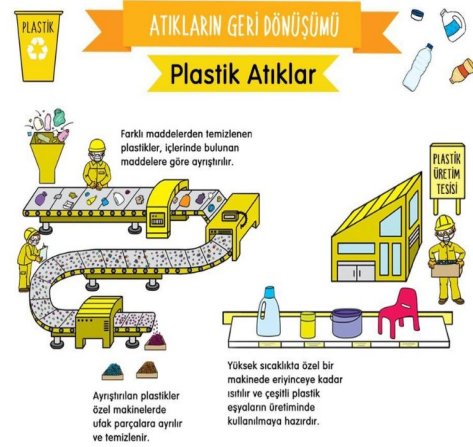 PLASTİK
ATIKLARIN GERİ DÖNÜŞÜMÜ
Plastik Atıklar
Farklı maddelerden temizlenen
plastikler, içlerinde bulunan
maddelere göre ayrıştırılır.
PLASTİK
ÜRETİM
TESİSİ
Ayrıştırılan plastikler
özel makinelerde
ufak parçalara ayrılır
ve temizlenir.
Yüksek sıcaklıkta özel bir
makinede eriyinceye kadar
ısıtılır ve çeşitli plastik
eşyaların üretiminde
kullanılmaya hazırdır.